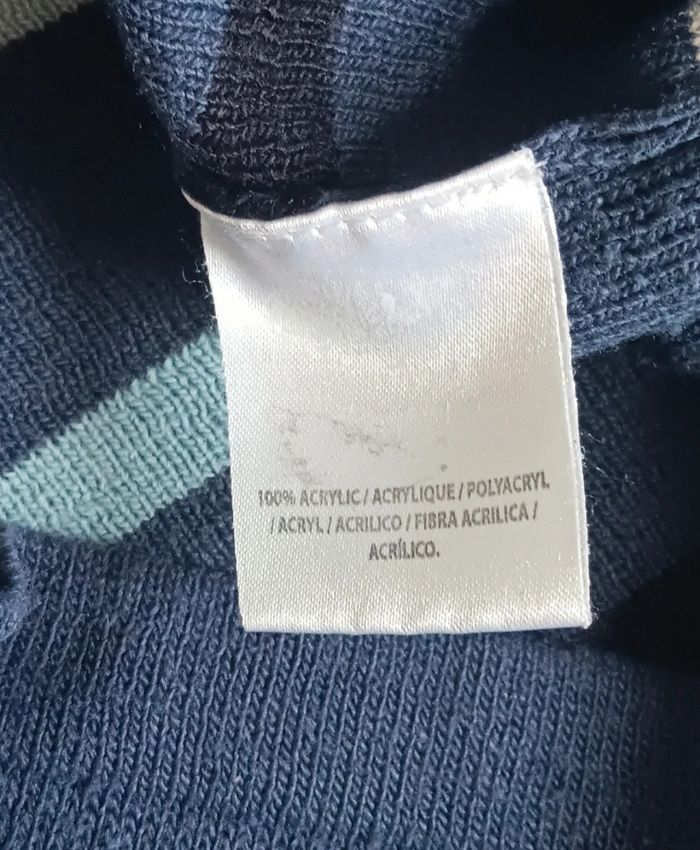 100% ACRYLIC / ACRYLIQUE / POLYACRYL
/ ACRYL / ACRILICO / FIBRA ACRILICA /
ACRÍLICO.